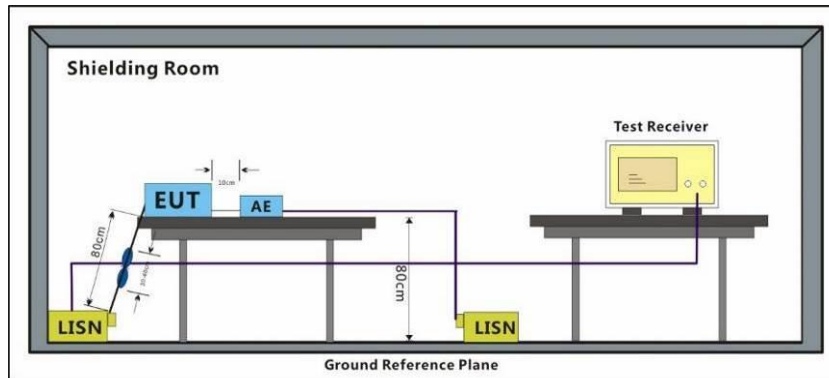 Shielding Room
Test Receiver
10cm
EUT
AE
80cm
30-40cm
80cm
LISN
LISN
Ground Reference Plane